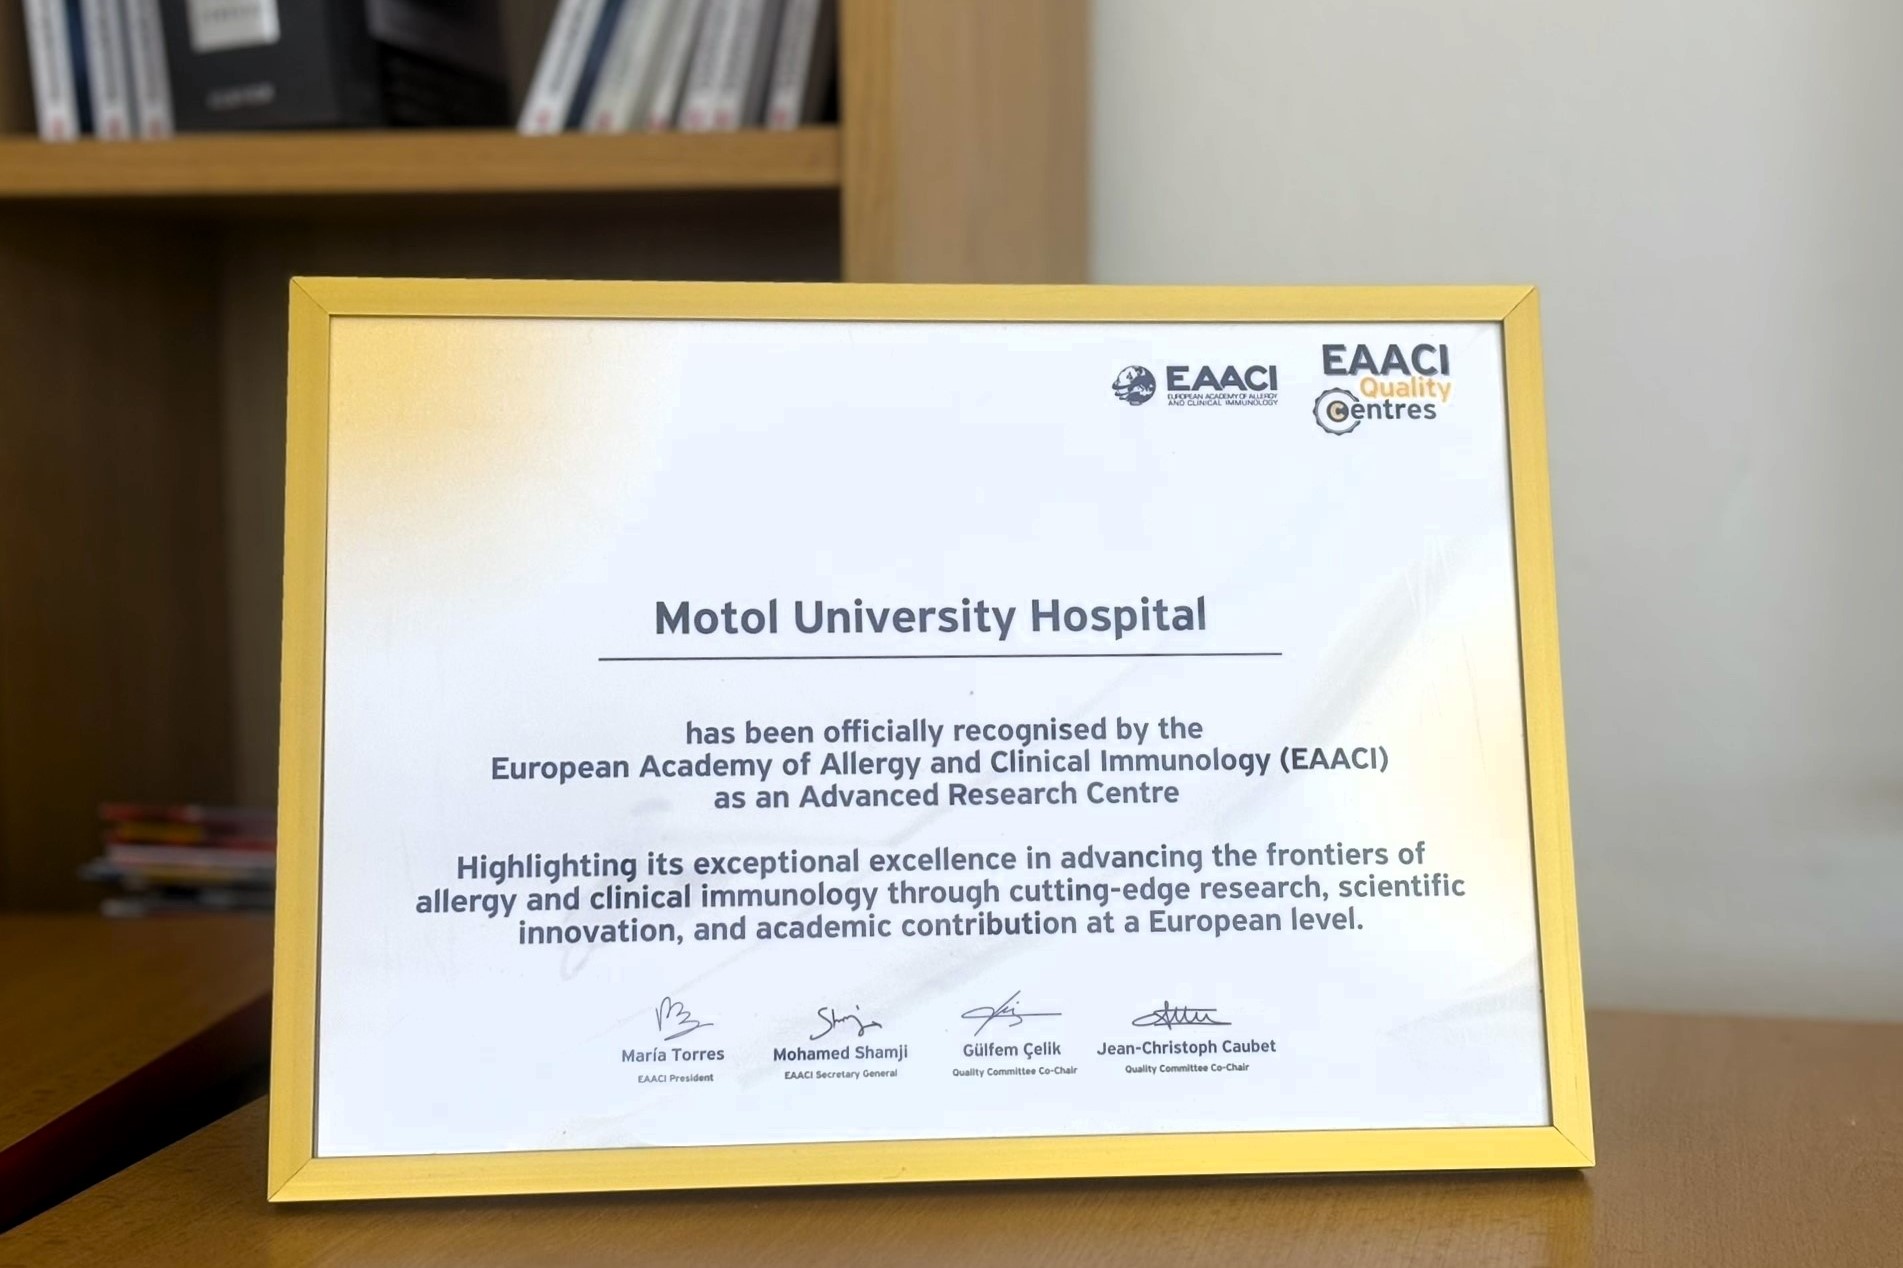 EAACI
EUROPEAN ACADEMY OF ALLERGY
AND CLINICAL IMMUNOLOGY
EAACI
Quality
Centres
Motol University Hospital
has been officially recognised by the
European Academy of Allergy and Clinical Immunology (EAACI)
as an Advanced Research Centre
Highlighting its exceptional excellence in advancing the frontiers of
allergy and clinical immunology through cutting-edge research, scientific
innovation, and academic contribution at a European level.
María Torres
EAACI President
Mohamed Shamji
EAACI Secretary General
Gülfem Çelik
Quality Committee Co-Chair
Jean-Christoph Caubet
Quality Committee Co-Chair